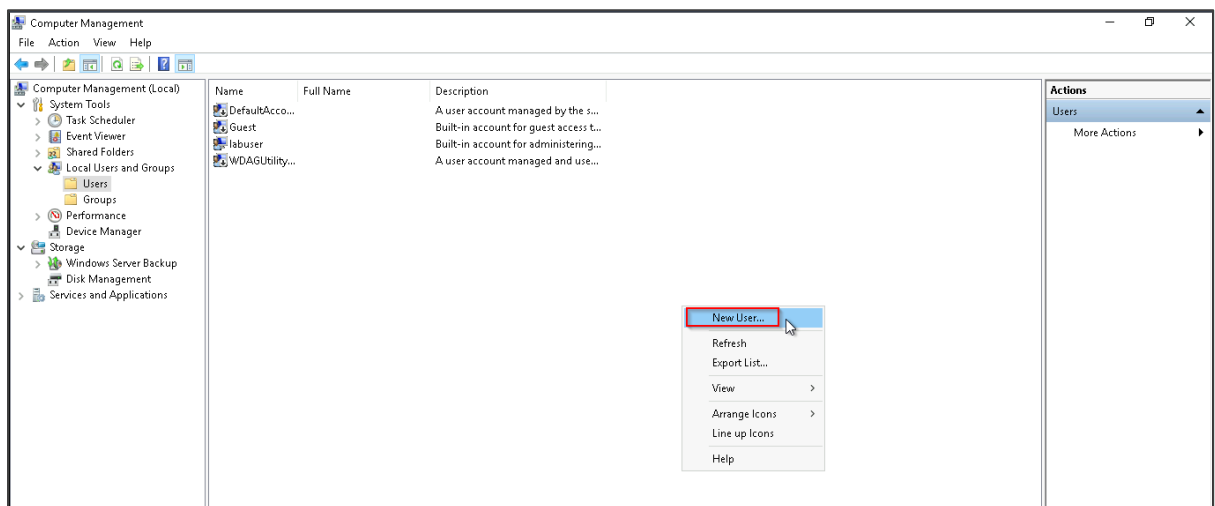 Computer Management
File Action View Help
Computer Management (Local)
System Tools
Task Scheduler
Event Viewer
Shared Folders
Local Users and Groups
Users
Groups
Performance
Device Manager
Storage
Windows Server Backup
Disk Management
Services and Applications
Name Full Name Description
DefaultAcco... A user account managed by the s...
Guest Built-in account for guest access t...
labuser Built-in account for administering...
WDAGUtility... A user account managed and use...
New User...
Refresh
Export List...
View
Arrange Icons
Line up Icons
Help
Actions
Users
More Actions